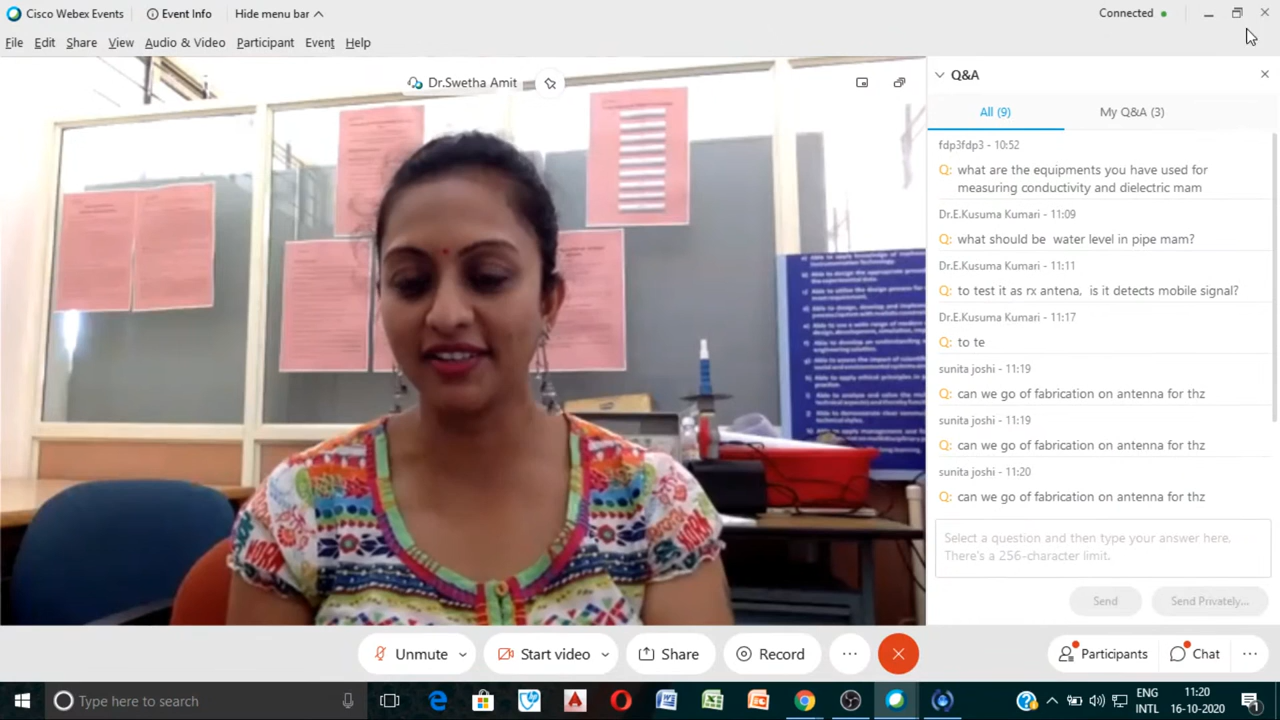 Cisco Webex Events
Event Info
Hide menu bar
Connected
File Edit Share View Audio & Video Participant Event Help
Dr.Swetha Amit
Q&A
All (9)
My Q&A (3)
fdp3fdp3 - 10:52
Q: what are the equipments you have used for
measuring conductivity and dielectric mam
Dr.E.Kusuma Kumari - 11:09
Q: what should be water level in pipe mam?
Dr.E.Kusuma Kumari - 11:11
Q: to test it as rx antena, is it detects mobile signal?
Dr.E.Kusuma Kumari - 11:17
Q: to te
sunita joshi - 11:19
Q: can we go of fabrication on antenna for thz
sunita joshi - 11:19
Q: can we go of fabrication on antenna for thz
sunita joshi - 11:20
Q: can we go of fabrication on antenna for thz
Select a question and then type your answer here.
There's a 256-character limit.
Send
Send Privately...
Unmute
Start video
Share
Record
Participants
Chat
Type here to search
ENG
INTL
11:20
16-10-2020